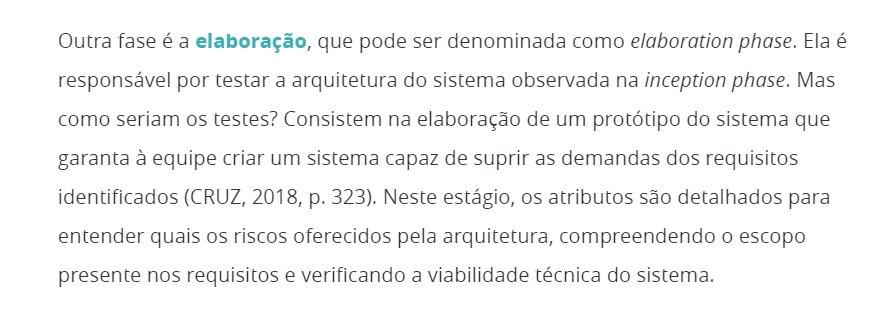 Outra fase é a elaboração, que pode ser denominada como elaboration phase. Ela é
responsável por testar a arquitetura do sistema observada na inception phase. Mas
como seriam os testes? Consistem na elaboração de um protótipo do sistema que
garanta à equipe criar um sistema capaz de suprir as demandas dos requisitos
identificados (CRUZ, 2018, p. 323). Neste estágio, os atributos são detalhados para
entender quais os riscos oferecidos pela arquitetura, compreendendo o escopo
presente nos requisitos e verificando a viabilidade técnica do sistema.